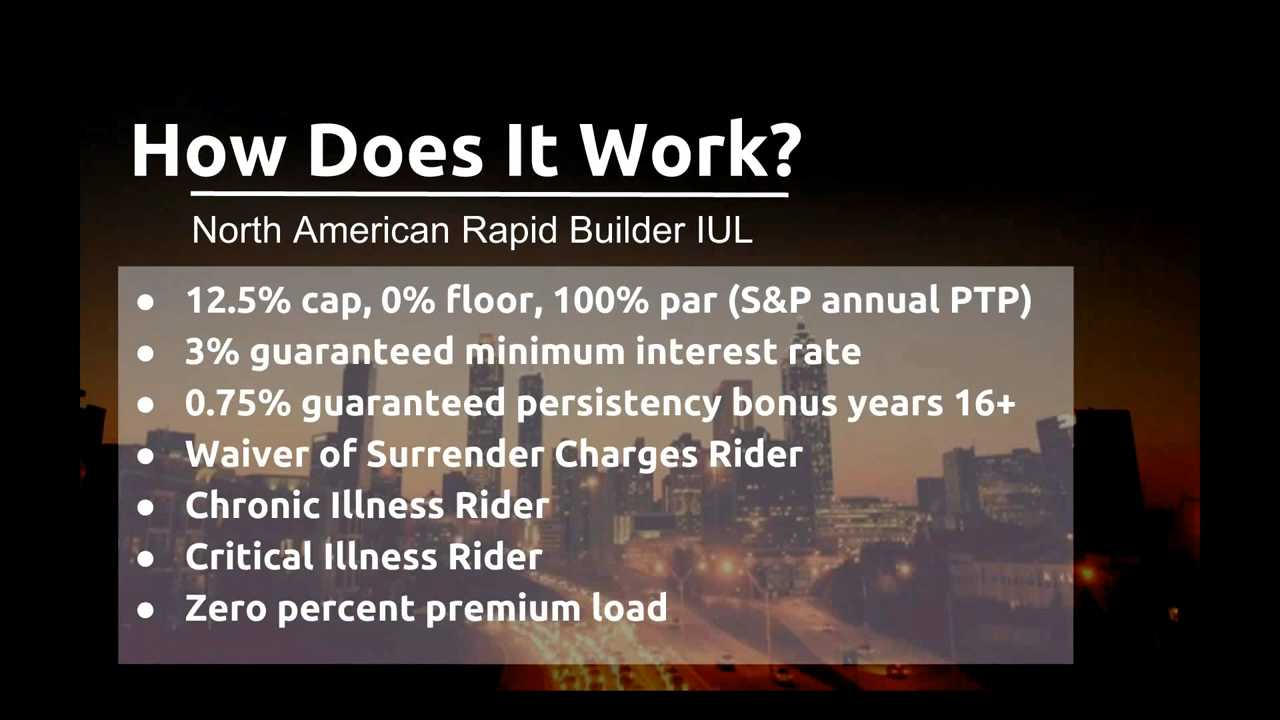 How Does It Work?
North American Rapid Builder IUL
● 12.5% cap, 0% floor, 100% par (S&P annual PTP)
● 3% guaranteed minimum interest rate
● 0.75% guaranteed persistency bonus years 16+
● Waiver of Surrender Charges Rider
● Chronic Illness Rider
● Critical Illness Rider
● Zero percent premium load